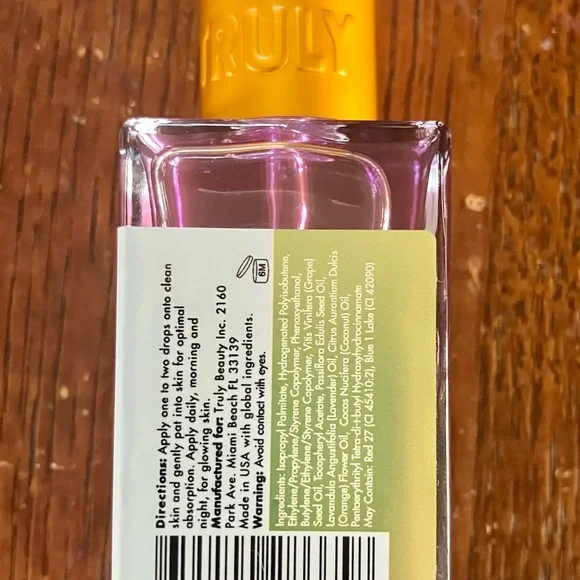 TRULY
Directions: Apply one to two drops onto clean
skin and gently pat into skin for optimal
absorption. Apply daily, morning and
night, for glowing skin.
Manufactured for: Truly Beauty Inc. 2160
Park Ave. Miami Beach FL 33139
Made in USA with global ingredients.
Warning: Avoid contact with eyes.
6M
Ingredients: Isopropyl Palmitate, Hydrogenated Polyisobutane,
Ethylene/Propylene/Styrene Copolymer, Phenoxyethanol,
Butylene/Ethylene/Styrene Copolymer, Vitis Vinifera (Grape)
Seed Oil, Tocopheryl Acetate, Passiflora Edulis Seed Oil,
Lavandula Angustifolia (Lavender) Oil, Citrus Aurantium Dulcis
(Orange) Flower Oil, Cocos Nucifera (Coconut) Oil,
Pentaerythrityl Tetra-di-t-butyl Hydroxyhydrocinnamate
May Contain: Red 27 (CI 45410:2), Blue 1 Lake (CI 42090)